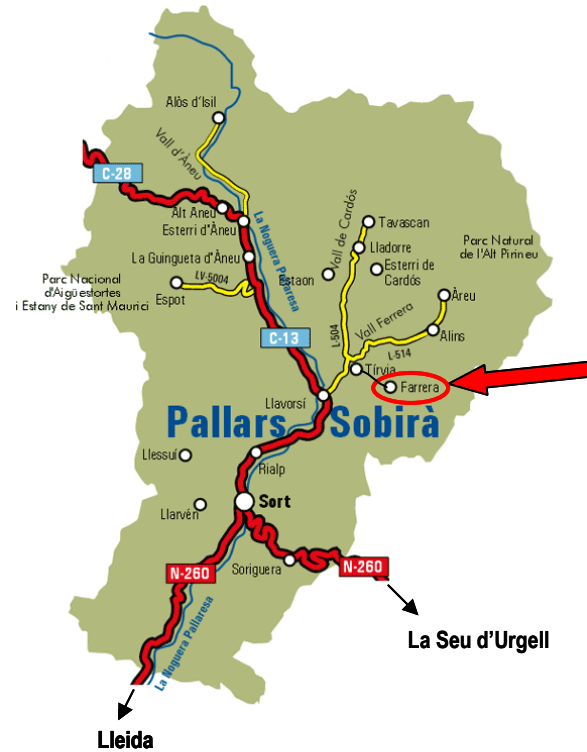 Alòs d'Isil
Vall d'Àneu
C-28
Alt Àneu
Esterri d'Àneu
La Noguera Pallaresa
Tavascan
Vall de Cardós
Lladorre
Parc Natural
de l'Alt Pirineu
La Guingueta d'Àneu
Estaon
Esterri de
Cardós
Parc Nacional
d'Aigüestortes
i Estany de Sant Maurici
LV-5004
Espot
Àreu
Vall Ferrera
L-504
Alins
C-13
L-514
Tírvia
Farrera
Llavorsí
Pallars Sobirà
Llessuí
Rialp
Sort
Llarvén
N-260
Soriguera
N-260
La Noguera Pallaresa
La Seu d'Urgell
Lleida